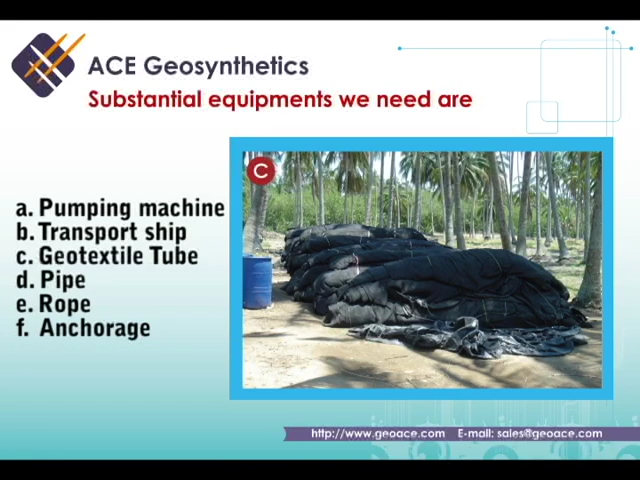 ACE Geosynthetics
Substantial equipments we need are
C
a. Pumping machine
b. Transport ship
c. Geotextile Tube
d. Pipe
e. Rope
f. Anchorage
http://www.geoace.com E-mail: sales@geoace.com